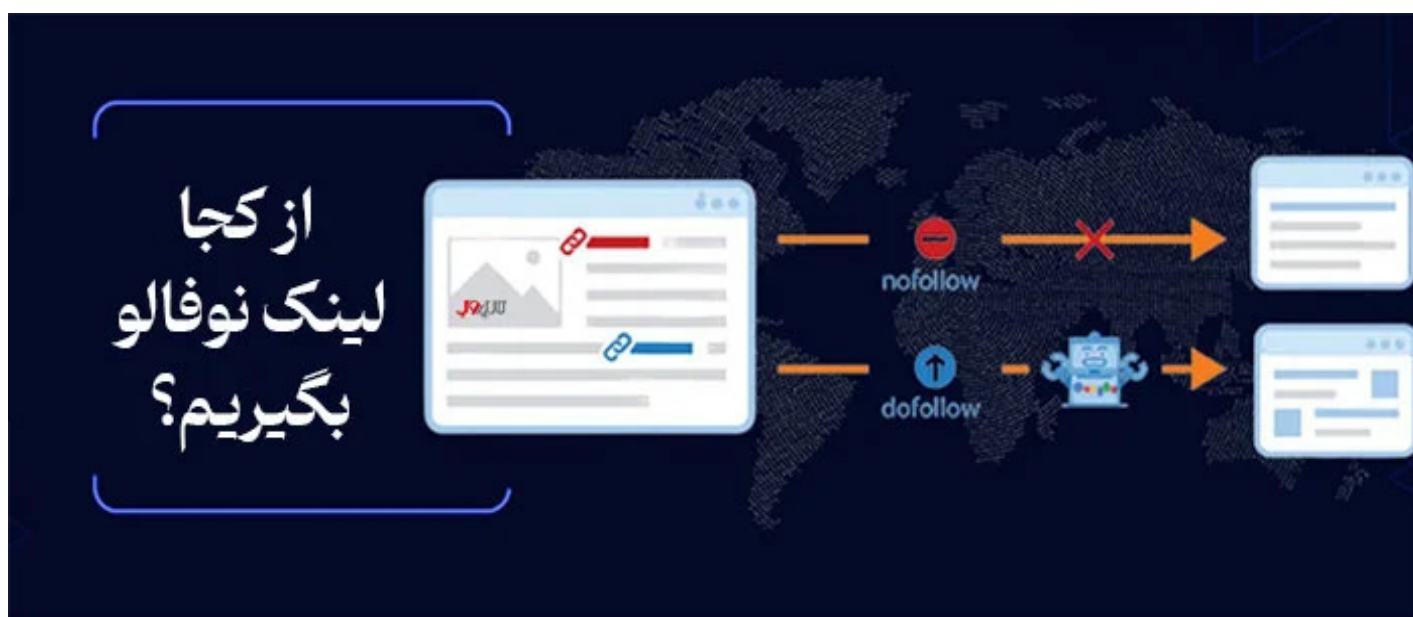 از کجا
لینک نوفالو
بگیریم؟
nofollow
dofollow